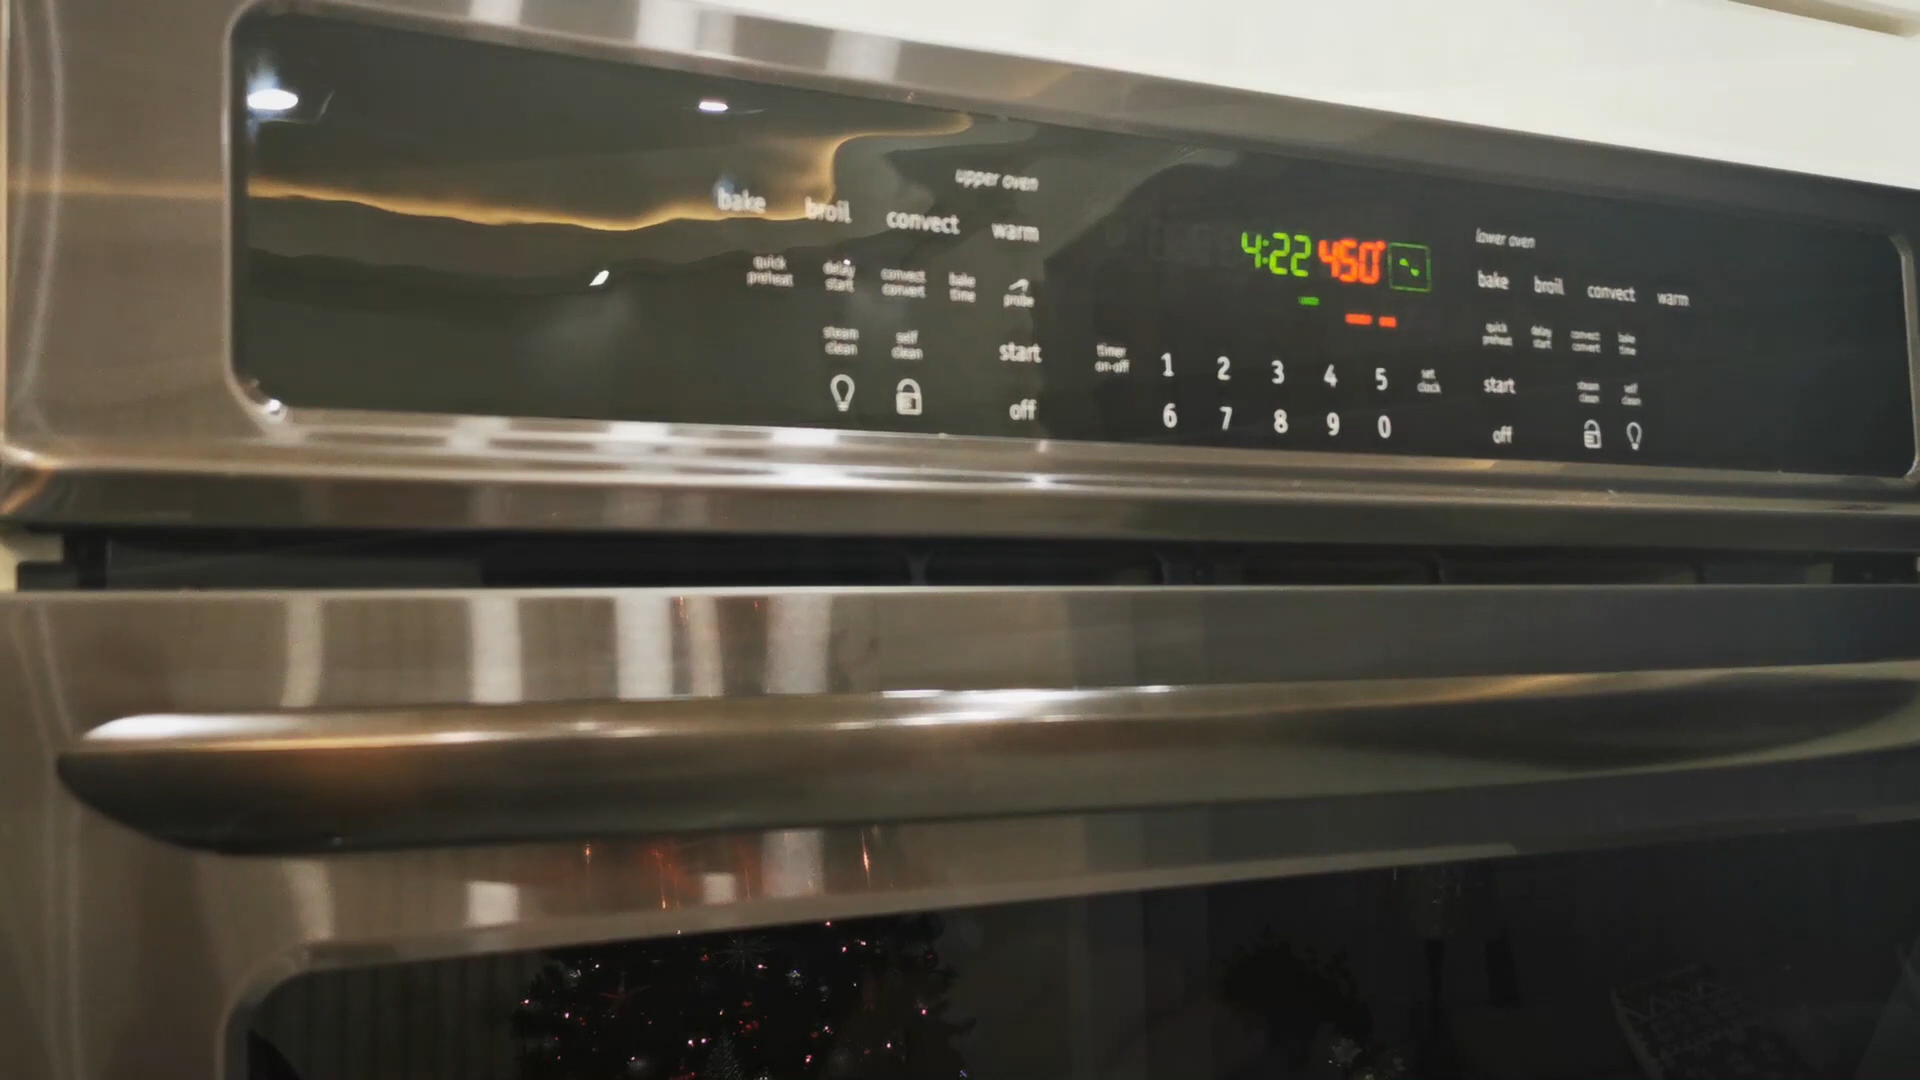 upper oven
bake broil convect warm
quick preheat
delay start
convect convert
bake time
probe
steam clean
self clean
start
off
4:22 450°
timer on-off
1 2 3 4 5
set clock
6 7 8 9 0
lower oven
bake broil convect warm
quick preheat
delay start
convect convert
bake time
start
steam clean
self clean
off